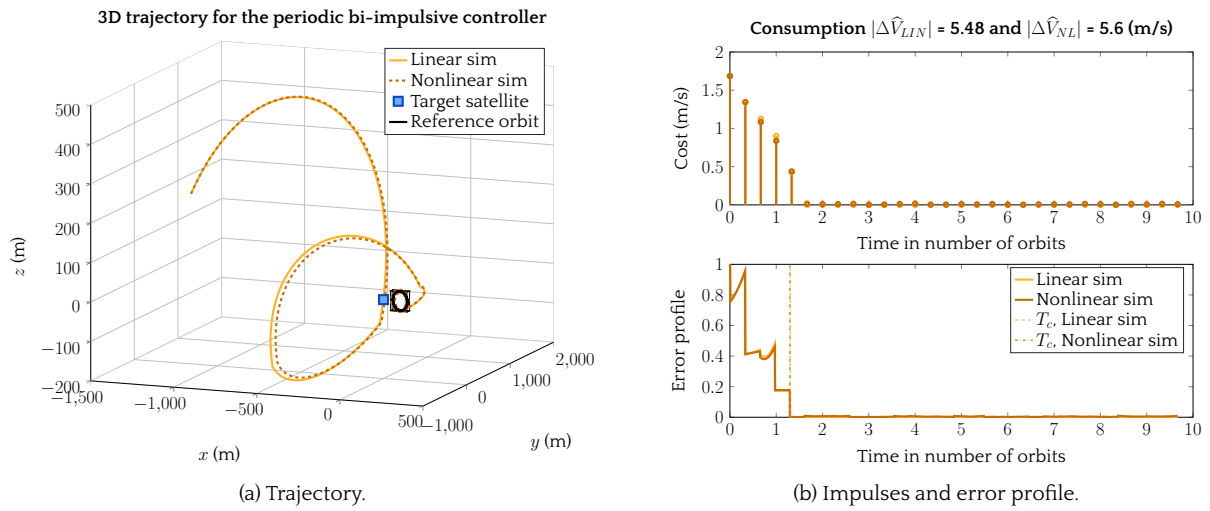 3D trajectory for the periodic bi-impulsive controller
Linear sim
Nonlinear sim
Target satellite
Reference orbit
500
400
300
200
100
0
−100
−200
z (m)
−1,500
−1,000
−500
0
500
x (m)
−1,000
0
1,000
2,000
y (m)
(a) Trajectory.
Consumption |ΔV̂_LIN| = 5.48 and |ΔV̂_NL| = 5.6 (m/s)
2
1.5
1
0.5
0
Cost (m/s)
0 1 2 3 4 5 6 7 8 9 10
Time in number of orbits
1
0.8
0.6
0.4
0.2
0
Error profile
Linear sim
Nonlinear sim
T_c, Linear sim
T_c, Nonlinear sim
0 1 2 3 4 5 6 7 8 9 10
Time in number of orbits
(b) Impulses and error profile.